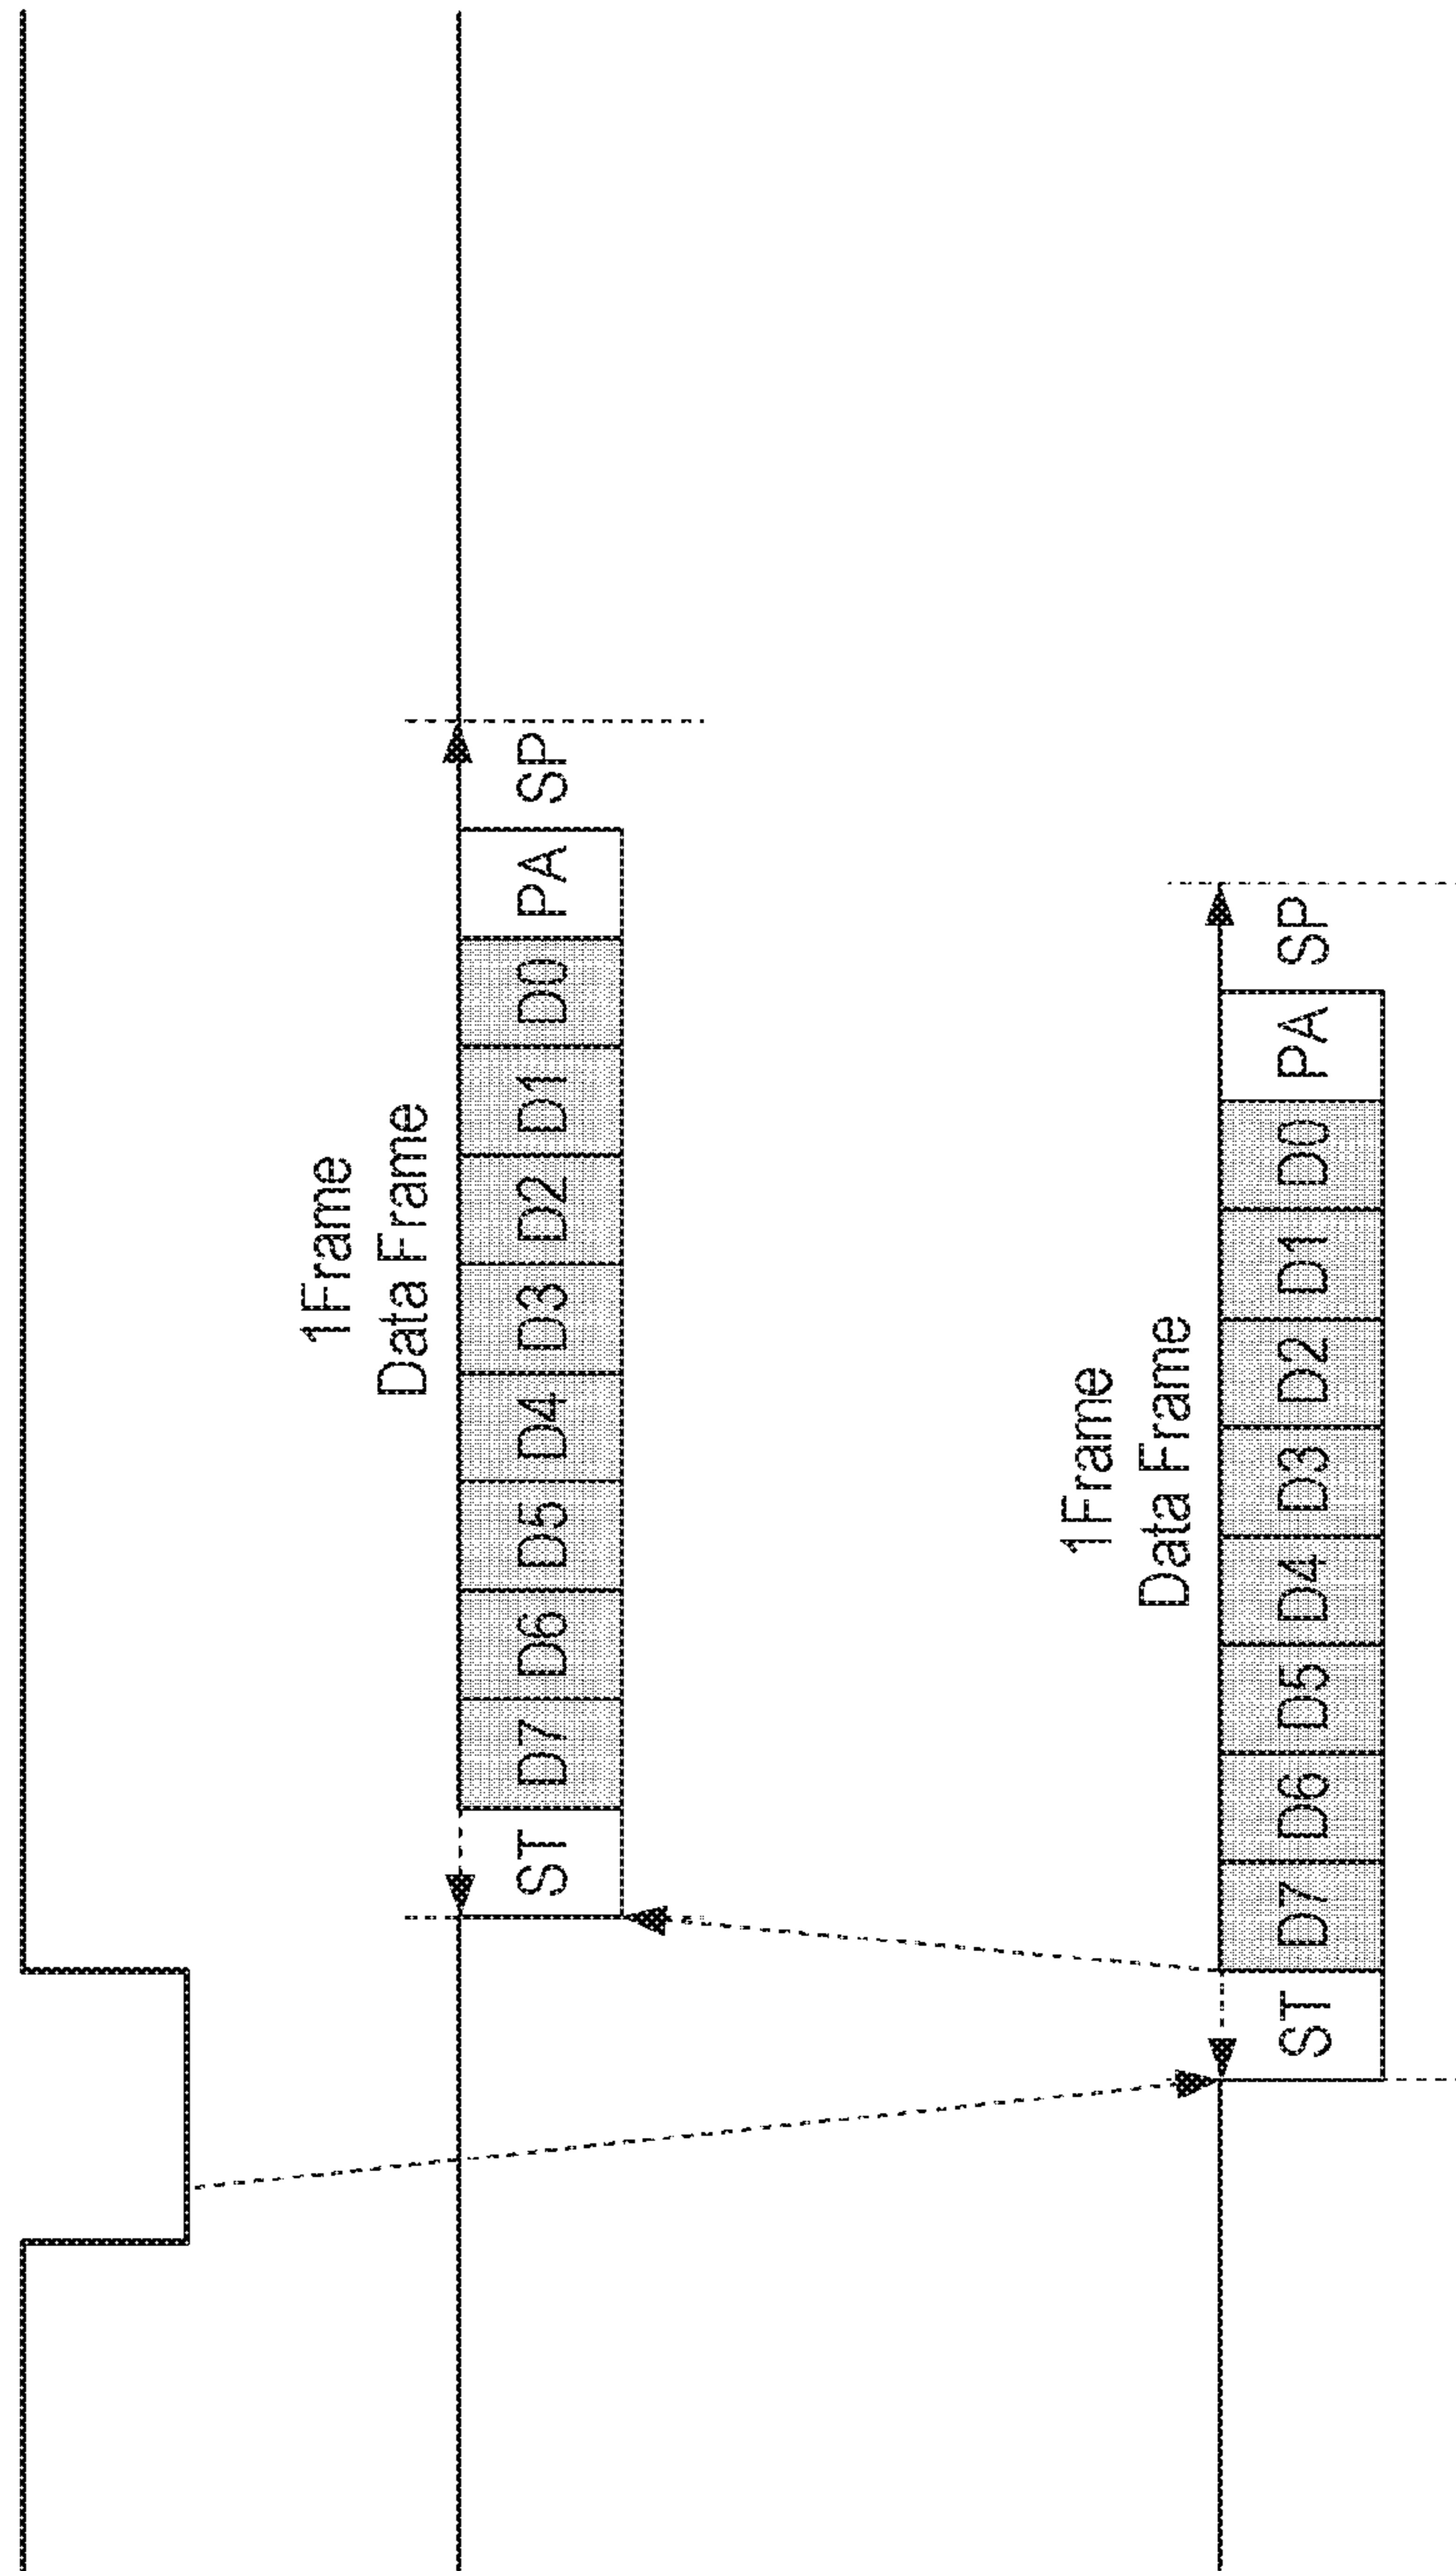 1Frame
Data Frame
ST D7 D6 D5 D4 D3 D2 D1 D0 PA SP
1Frame
Data Frame
ST D7 D6 D5 D4 D3 D2 D1 D0 PA SP